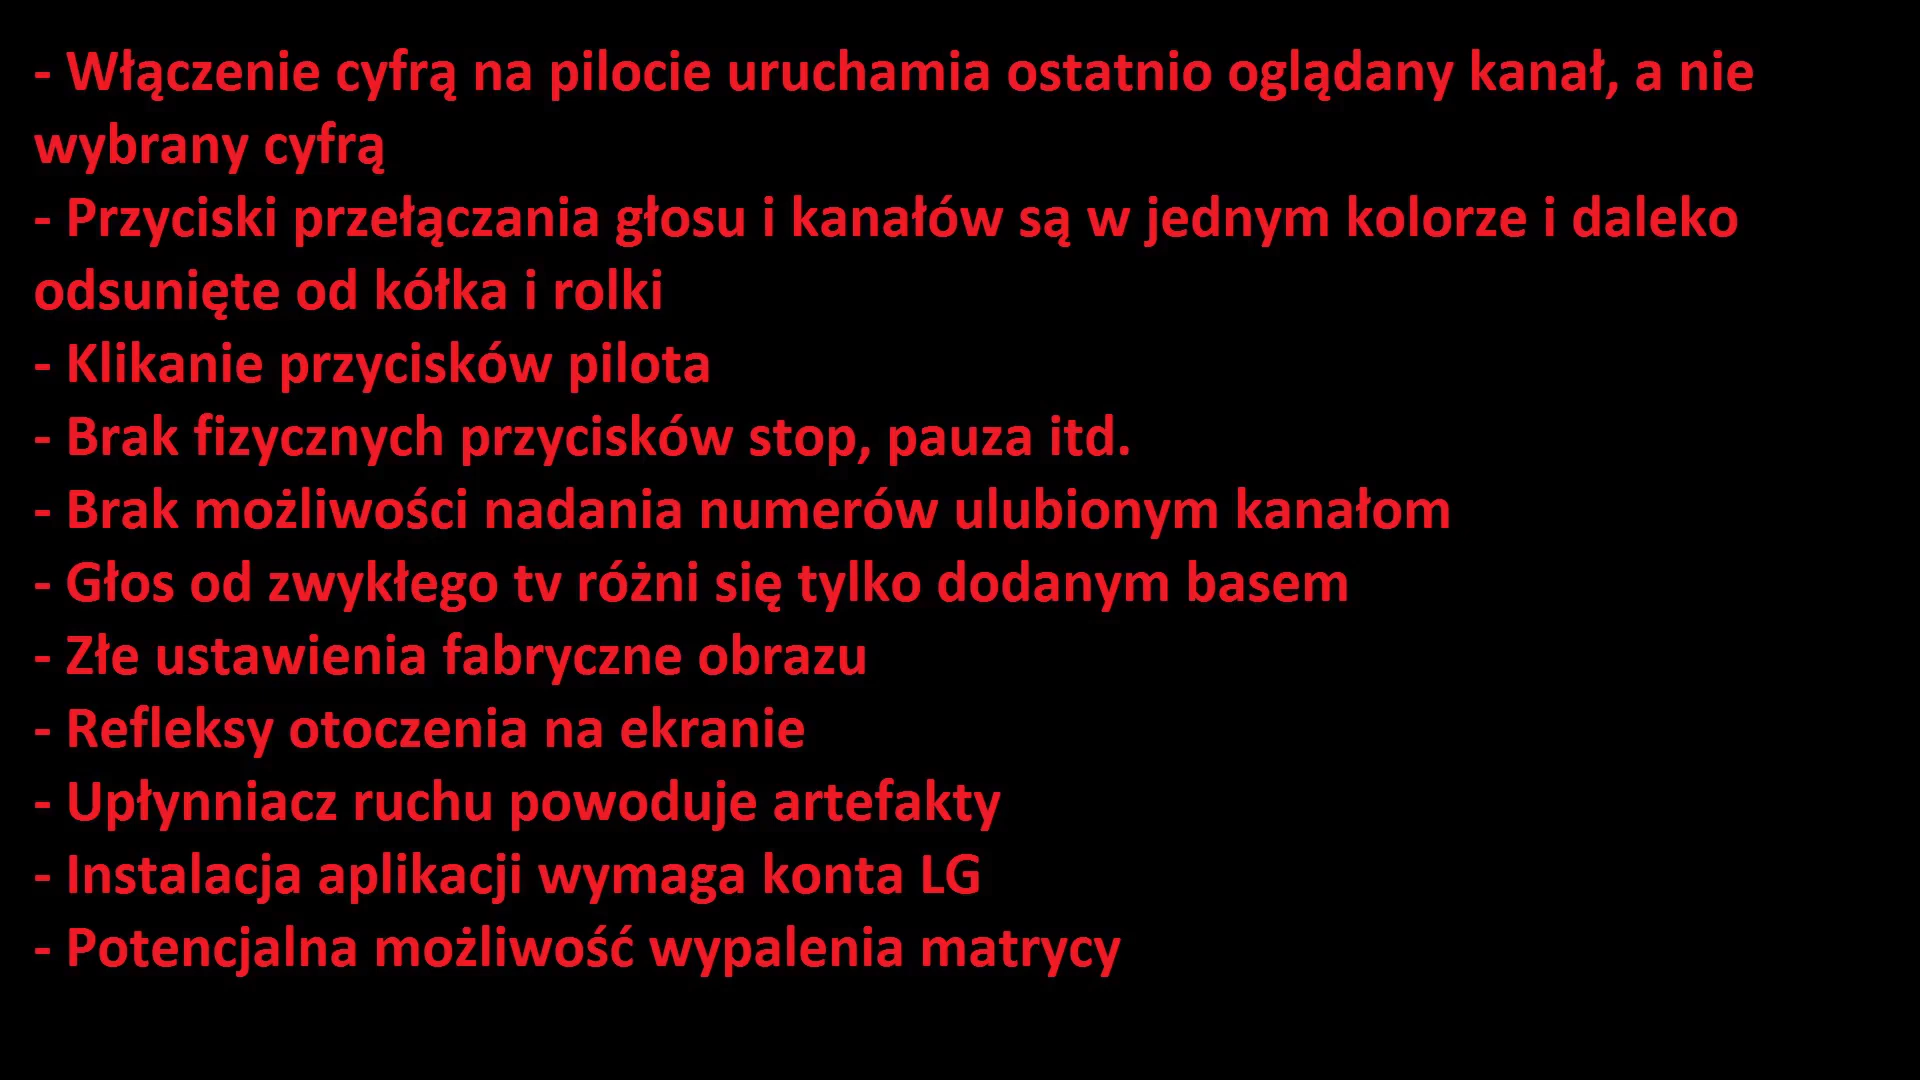 - Włączenie cyfrą na pilocie uruchamia ostatnio oglądany kanał, a nie
wybrany cyfrą
- Przyciski przełączania głosu i kanałów są w jednym kolorze i daleko
odsunięte od kółka i rolki
- Klikanie przycisków pilota
- Brak fizycznych przycisków stop, pauza itd.
- Brak możliwości nadania numerów ulubionym kanałom
- Głos od zwykłego tv różni się tylko dodanym basem
- Złe ustawienia fabryczne obrazu
- Refleksy otoczenia na ekranie
- Upłynniacz ruchu powoduje artefakty
- Instalacja aplikacji wymaga konta LG
- Potencjalna możliwość wypalenia matrycy